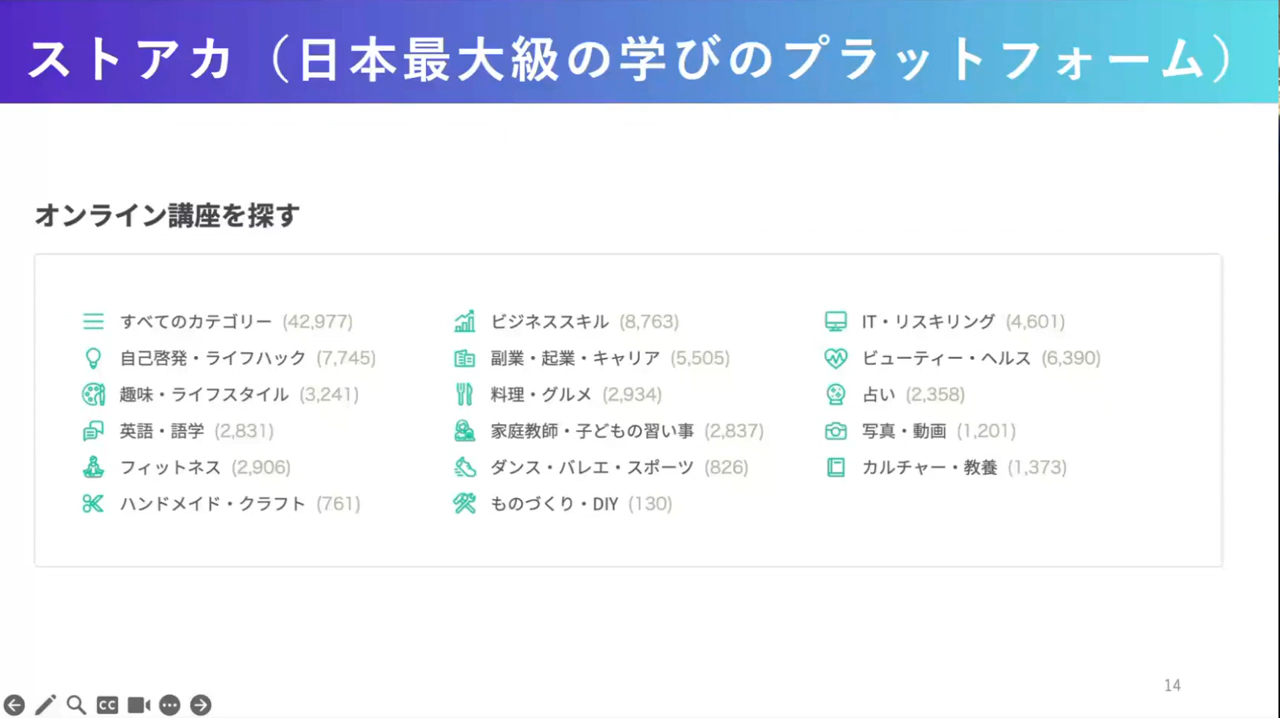 ストアカ（日本最大級の学びのプラットフォーム）
オンライン講座を探す
すべてのカテゴリー (42,977)
ビジネススキル (8,763)
IT・リスキリング (4,601)
自己啓発・ライフハック (7,745)
副業・起業・キャリア (5,505)
ビューティー・ヘルス (6,390)
趣味・ライフスタイル (3,241)
料理・グルメ (2,934)
占い (2,358)
英語・語学 (2,831)
家庭教師・子どもの習い事 (2,837)
写真・動画 (1,201)
フィットネス (2,906)
ダンス・バレエ・スポーツ (826)
カルチャー・教養 (1,373)
ハンドメイド・クラフト (761)
ものづくり・DIY (130)
14
CC